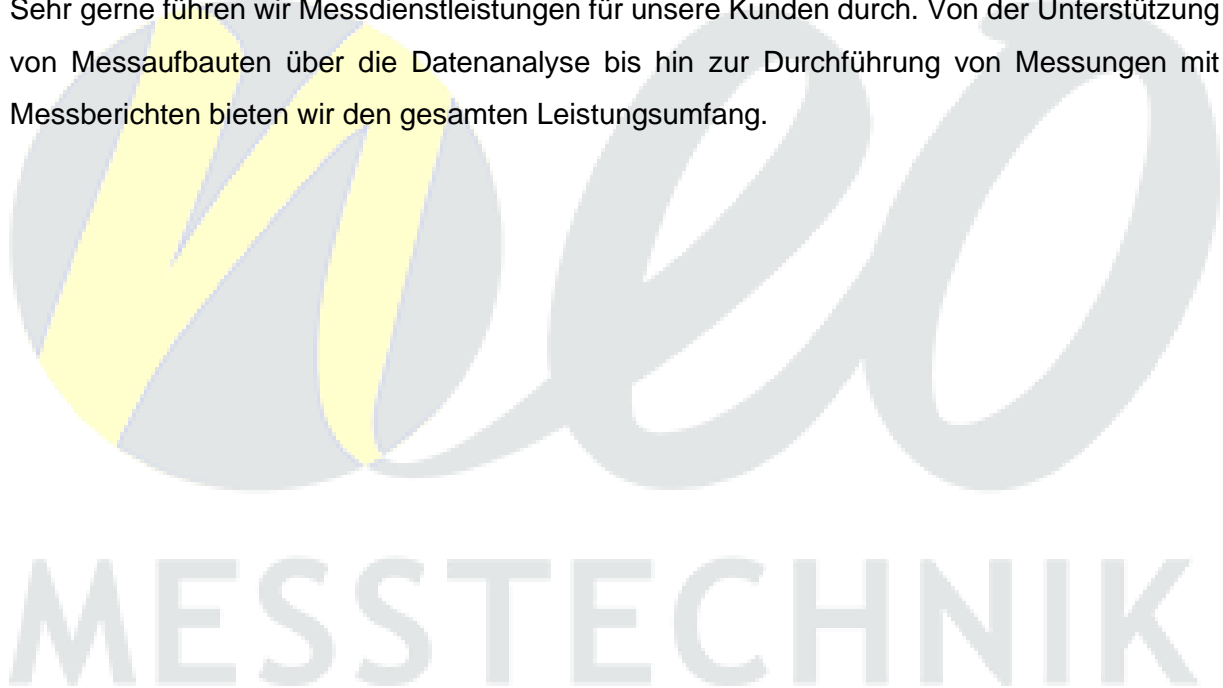 Sehr gerne führen wir Messdienstleistungen für unsere Kunden durch. Von der Unterstützung
von Messaufbauten über die Datenanalyse bis hin zur Durchführung von Messungen mit
Messberichten bieten wir den gesamten Leistungsumfang.
neo
MESSTECHNIK